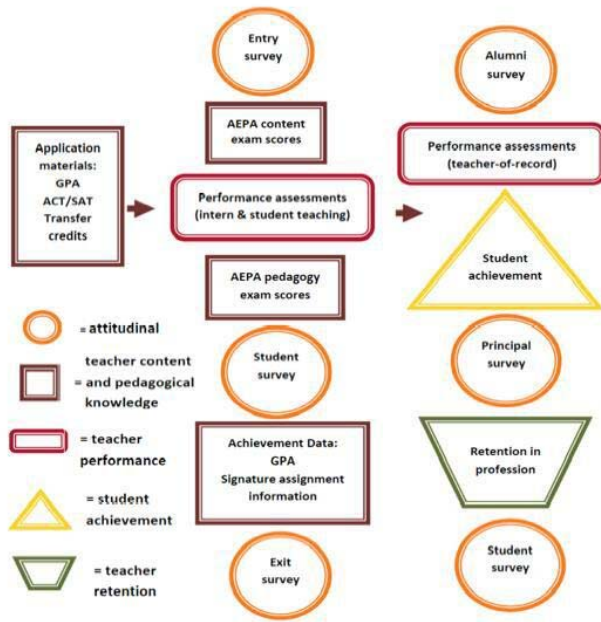 Entry
survey
Alumni
survey
AEPA content
exam scores
Application
materials:
GPA
ACT/SAT
Transfer
credits
Performance assessments
(intern & student teaching)
Performance assessments
(teacher-of-record)
Student
achievement
AEPA pedagogy
exam scores
Student
survey
Principal
survey
Achievement Data:
GPA
Signature assignment
information
Retention in
profession
Exit
survey
Student
survey
= attitudinal
teacher content
= and pedagogical
knowledge
= teacher
performance
= student
achievement
= teacher
retention